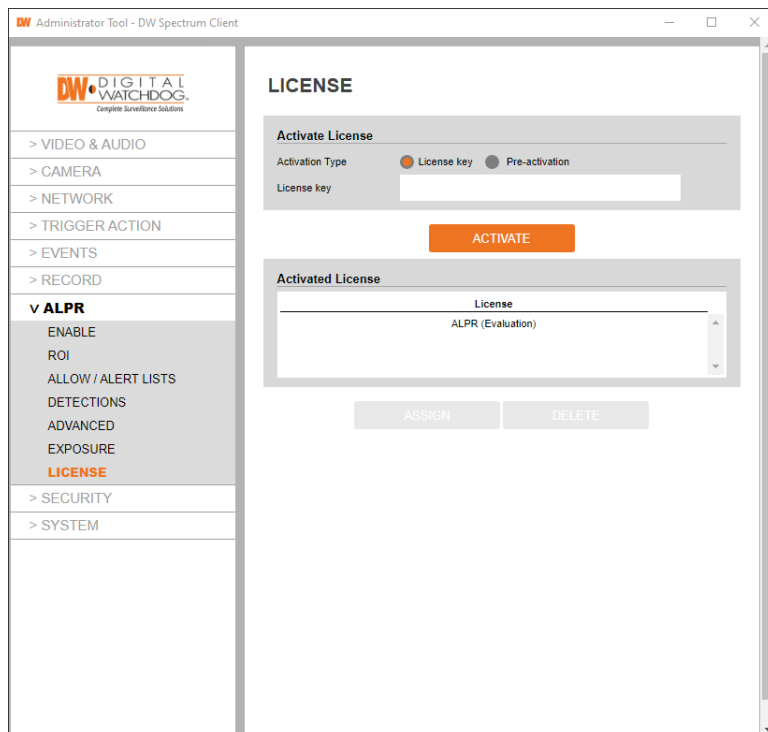 DW Administrator Tool - DW Spectrum Client
DW DIGITAL
WATCHDOG®
Complete Surveillance Solutions
> VIDEO & AUDIO
> CAMERA
> NETWORK
> TRIGGER ACTION
> EVENTS
> RECORD
v ALPR
ENABLE
ROI
ALLOW / ALERT LISTS
DETECTIONS
ADVANCED
EXPOSURE
LICENSE
> SECURITY
> SYSTEM
LICENSE
Activate License
Activation Type License key Pre-activation
License key
ACTIVATE
Activated License
License
ALPR (Evaluation)
ASSIGN DELETE